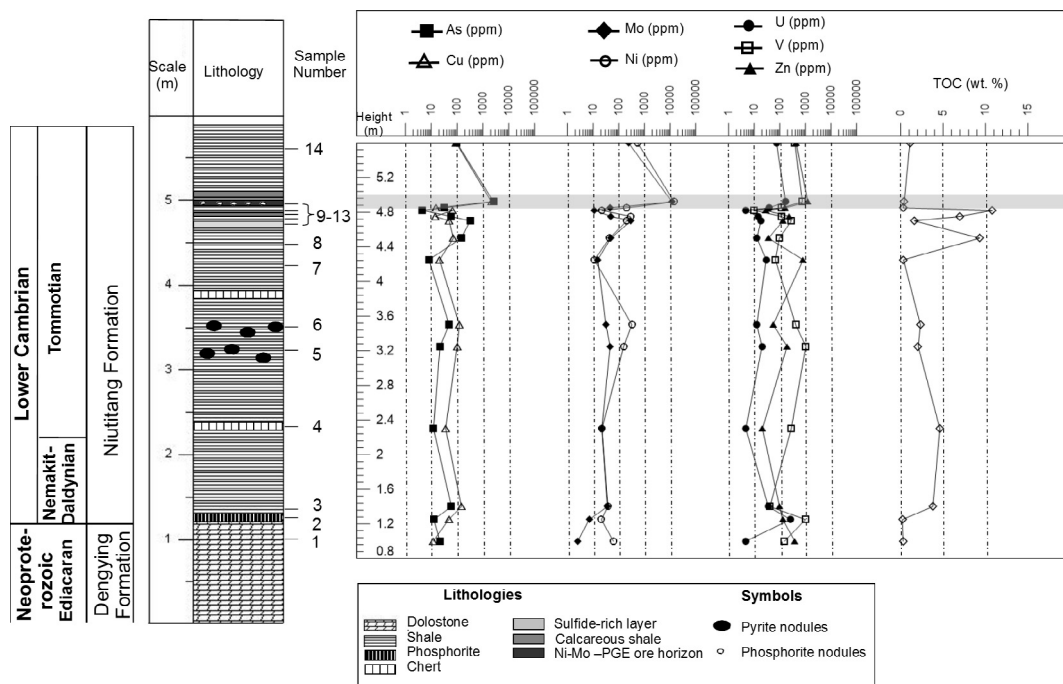 Scale (m)
Lithology
Sample Number
As (ppm)
Cu (ppm)
Mo (ppm)
Ni (ppm)
U (ppm)
V (ppm)
Zn (ppm)
TOC (wt. %)
Height (m)
1 10 100 1000 10000 100000
1 10 100 1000 10000 100000
1 10 100 1000 10000 100000
0 5 10 15
Lower Cambrian
Tommotian
Nemakit-Daldynian
Niutitang Formation
Neoprote-rozoic
Ediacaran
Dengying Formation
5
4
3
2
1
14
9-13
8
7
6
5
4
3
2
1
5.2
4.8
4.4
4
3.6
3.2
2.8
2.4
2
1.6
1.2
0.8
Lithologies
Dolostone
Shale
Phosphorite
Chert
Sulfide-rich layer
Calcareous shale
Ni-Mo –PGE ore horizon
Symbols
Pyrite nodules
Phosphorite nodules